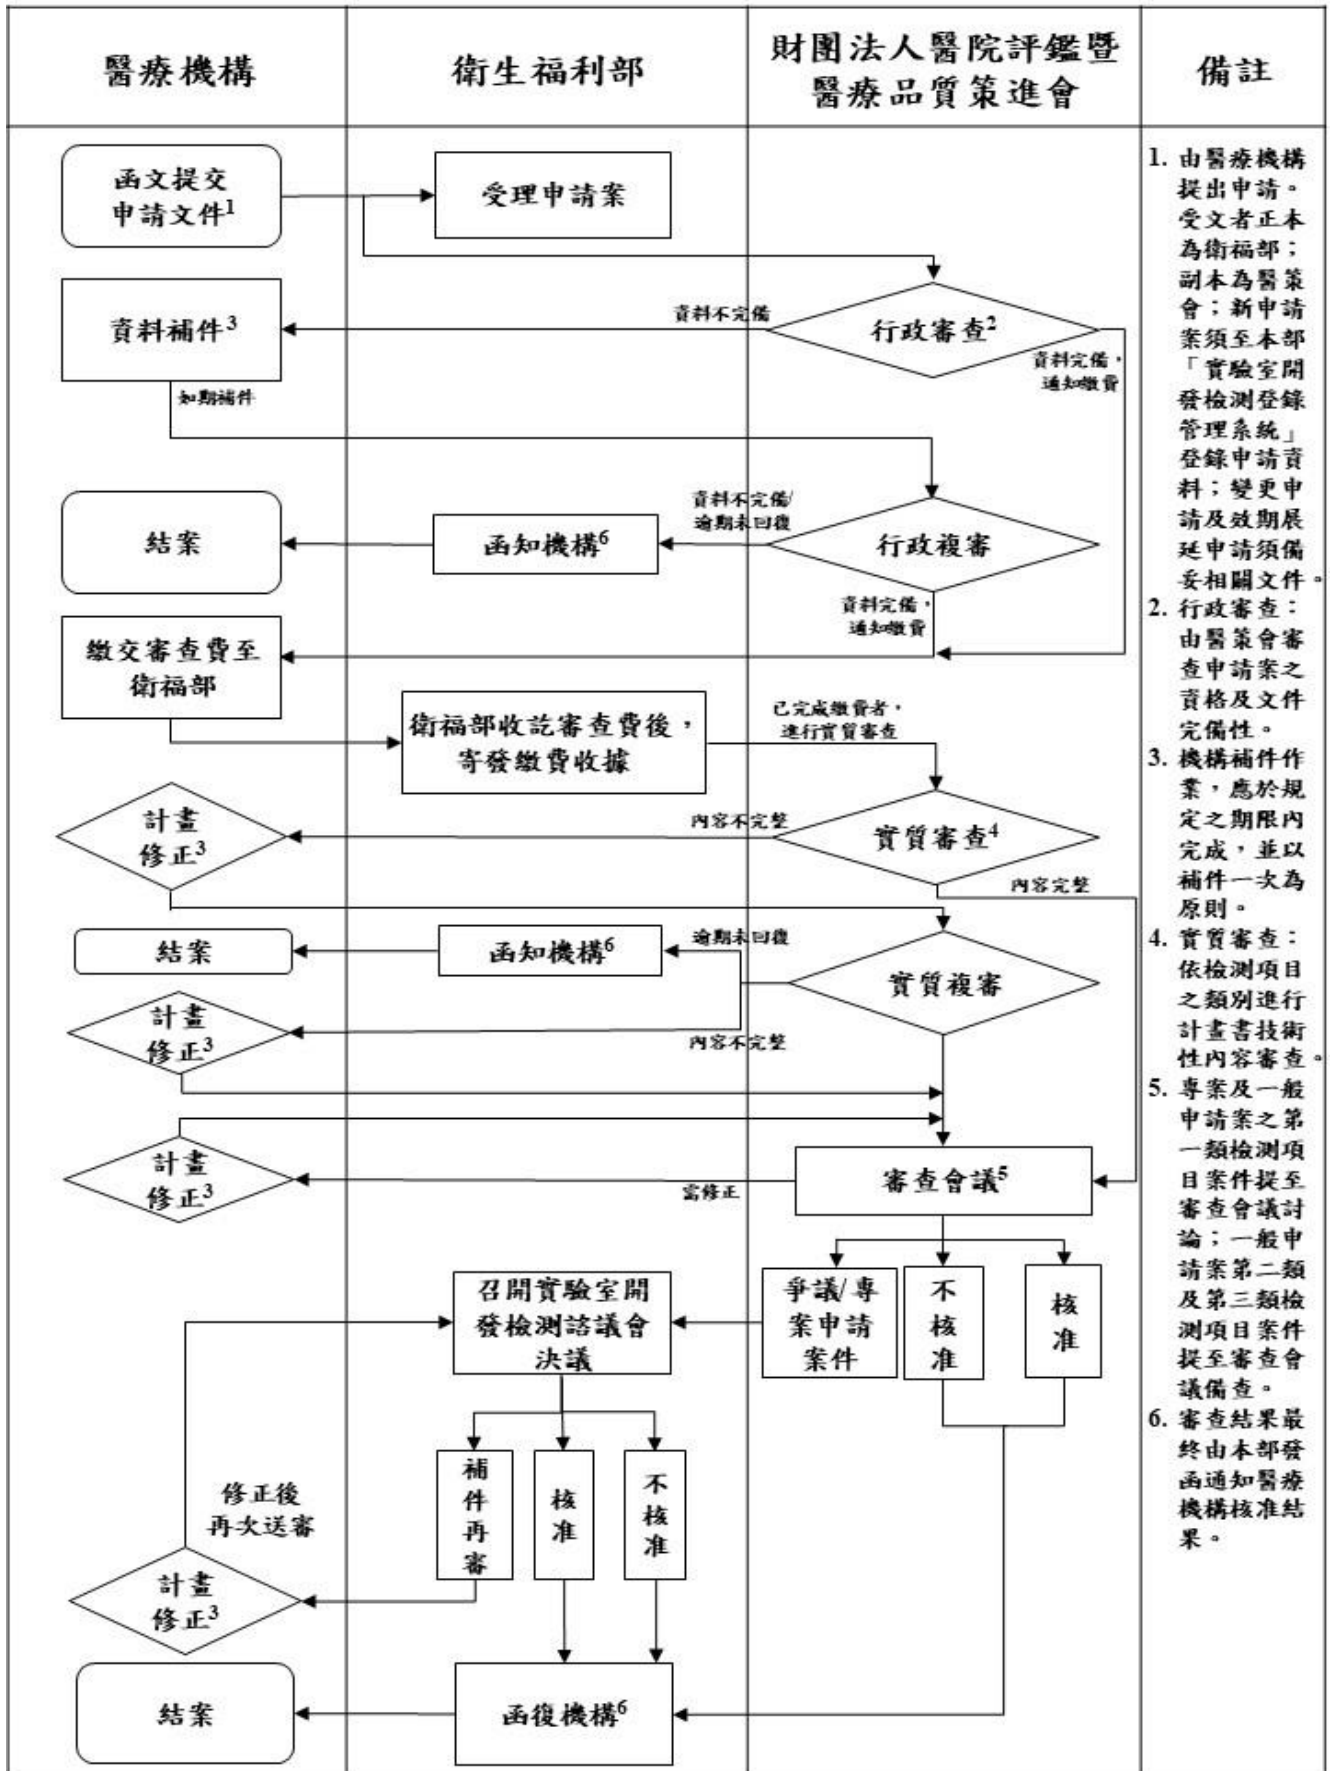 醫療機構
衛生福利部
財團法人醫院評鑑暨
醫療品質策進會
備註
函文提交
申請文件1
受理申請案
行政審查2
資料不完備
資料完備，
通知繳費
資料補件3
如期補件
行政複審
資料不完備/
逾期未回復
函知機構6
結案
資料完備，
通知繳費
繳交審查費至
衛福部
衛福部收訖審查費後，
寄發繳費收據
已完成繳費者，
進行實質審查
實質審查4
內容不完整
內容完整
計畫
修正3
實質複審
逾期未回復
函知機構6
結案
內容不完整
計畫
修正3
審查會議5
需修正
計畫
修正3
爭議/專
案申請
案件
不
核
准
核
准
召開實驗室開
發檢測諮議會
決議
補
件
再
審
核
准
不
核
准
修正後
再次送審
計畫
修正3
函復機構6
結案
1. 由醫療機構
提出申請。
受文者正本
為衛福部；
副本為醫策
會；新申請
案須至本部
「實驗室開
發檢測登錄
管理系統」
登錄申請資
料；變更申
請及效期展
延申請須備
妥相關文件。
2. 行政審查：
由醫策會審
查申請案之
資格及文件
完備性。
3. 機構補件作
業，應於規
定之期限內
完成，並以
補件一次為
原則。
4. 實質審查：
依檢測項目
之類別進行
計畫書技術
性內容審查。
5. 專案及一般
申請案之第
一類檢測項
目案件提至
審查會議討
論；一般申
請案第二類
及第三類檢
測項目案件
提至審查會
議備查。
6. 審查結果最
終由本部發
函通知醫療
機構核准結
果。